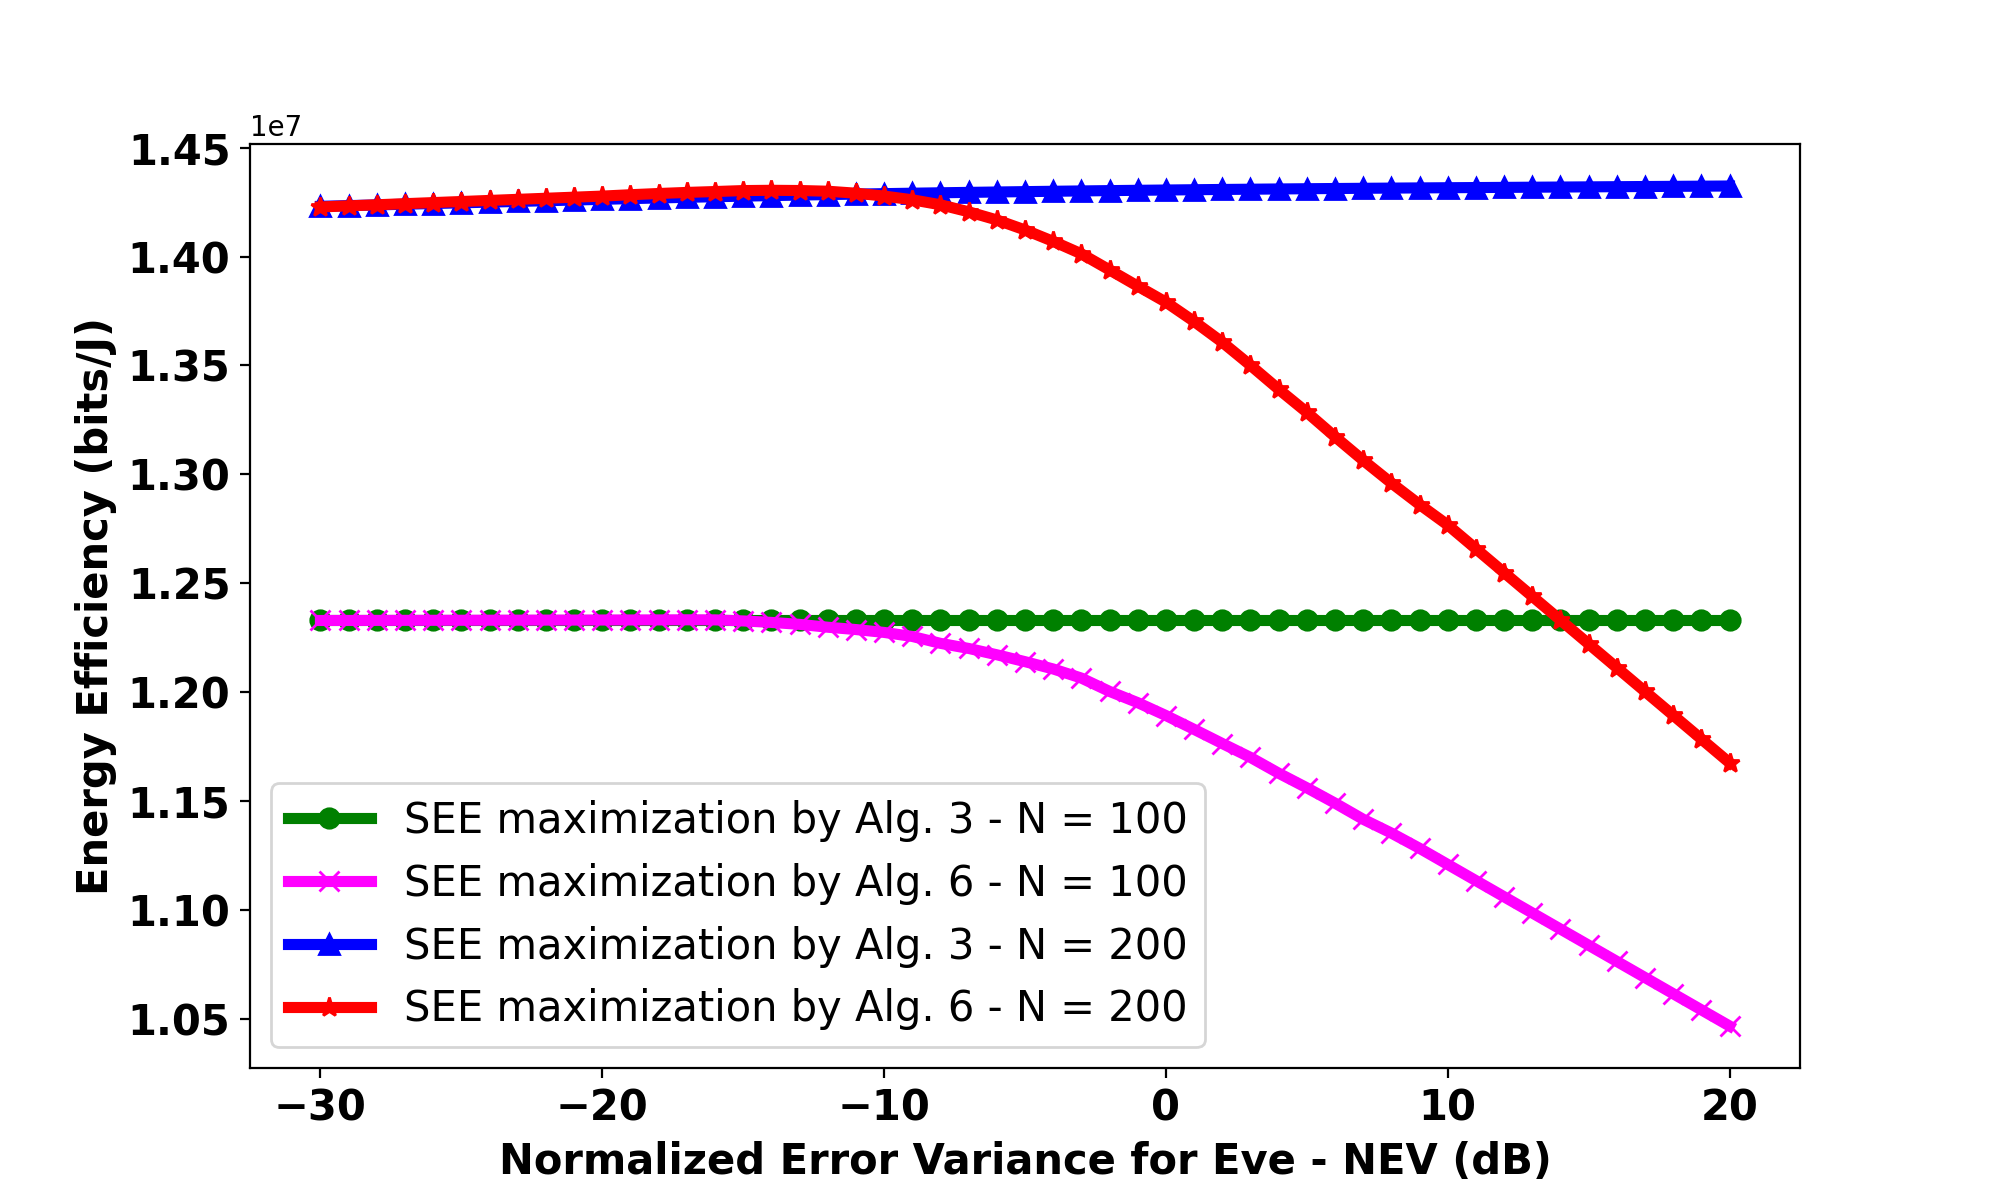 1e7
1.45
1.40
1.35
1.30
1.25
1.20
1.15
1.10
1.05
Energy Efficiency (bits/J)
SEE maximization by Alg. 3 - N = 100
SEE maximization by Alg. 6 - N = 100
SEE maximization by Alg. 3 - N = 200
SEE maximization by Alg. 6 - N = 200
−30 −20 −10 0 10 20
Normalized Error Variance for Eve - NEV (dB)